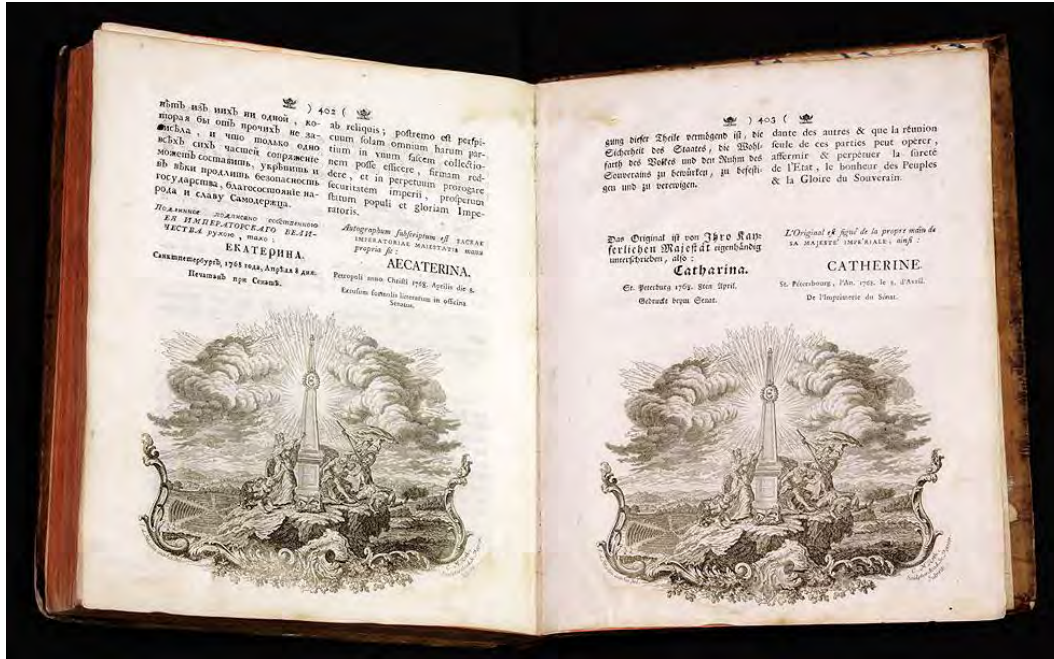 ) 402 (
нѣтъ изъ нихъ ни одной, ко-
торая бы отъ прочихъ не за-
висѣла, и что только одно
всѣхъ сихъ частей сопряженіе
можетъ составить, укрѣпить и
въ вѣки продлить безопасность
государства, благосостояніе на-
рода и славу Самодержца.
Подлинное подписано собственною
ЕЯ ИМПЕРАТОРСКАГО ВЕЛИ-
ЧЕСТВА рукою, тако:
ЕКАТЕРИНА.
Санктпетербургъ, 1768 года, Апрѣля 8 дня.
Печатанъ при Сенатѣ.
ab reliquis; postremo est perspi-
cuum solam omnium harum par-
tium in vnum fascem collectio-
nem posse efficere, firmam red-
dere, et in perpetuum prorogare
securitatem imperii, prosperum
statum populi et gloriam Impe-
ratoris.
Autographum subscriptum est SACRAE
IMPERATORIAE MAIESTATIS manu
propria sic:
AECATERINA.
Petropoli anno Christi 1768. Aprilis die 8.
Excusum formulis litterarum in officina
Senatus.
) 403 (
gung dieser Theile vermögend ist, die
Sicherheit des Staates, die Wohl-
farth des Volkes und den Ruhm des
Souverains zu bewürken, zu befesti-
gen und zu verewigen.
Das Original ist von Ihro Kay-
serlichen Majestät eigenhändig
unterschrieben, also:
Catharina.
St. Peterburg 1768. 8ten April.
Gedruckt beym Senat.
dante des autres & que la réunion
seule de ces parties peut opérer,
affermir & perpétuer la sûreté
de l'Etat, le bonheur des Peuples
& la Gloire du Souverain.
L'Original est signé de la propre main de
SA MAJESTÉ IMPÉRIALE, ainsi:
CATHERINE.
St. Pétersbourg, l'An. 1768. le 8. d'Avril.
De l'Imprimerie du Sénat.